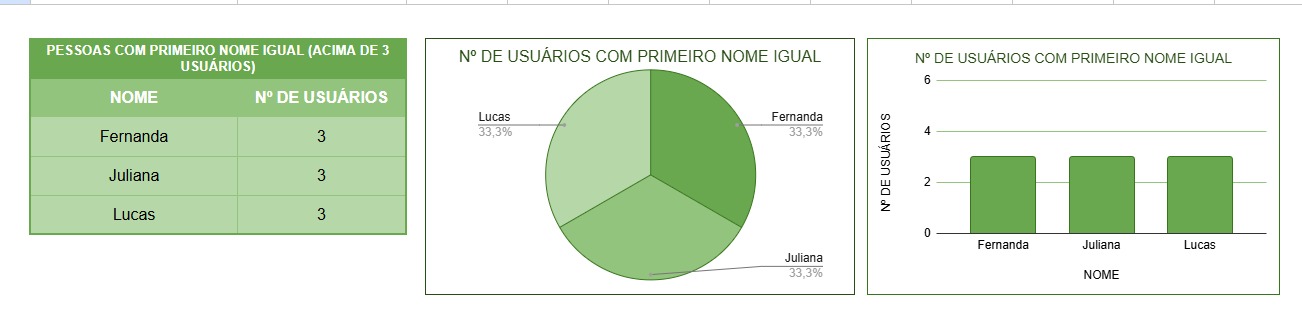 PESSOAS COM PRIMEIRO NOME IGUAL (ACIMA DE 3
USUÁRIOS)
NOME Nº DE USUÁRIOS
Fernanda 3
Juliana 3
Lucas 3
Nº DE USUÁRIOS COM PRIMEIRO NOME IGUAL
Lucas
33,3%
Fernanda
33,3%
Juliana
33,3%
Nº DE USUÁRIOS COM PRIMEIRO NOME IGUAL
Nº DE USUÁRIOS
6
4
2
0
Fernanda Juliana Lucas
NOME